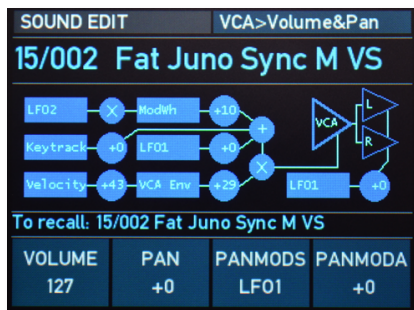 SOUND EDIT VCA>Volume&Pan
15/002 Fat Juno Sync M VS
LFO2 X ModWh +10
Keytrack +0 LFO1 +0 +
Velocity +43 VCA Env +29 X
VCA L R
LFO1 +0
To recall: 15/002 Fat Juno Sync M VS
VOLUME PAN PANMODS PANMODA
127 +0 LFO1 +0